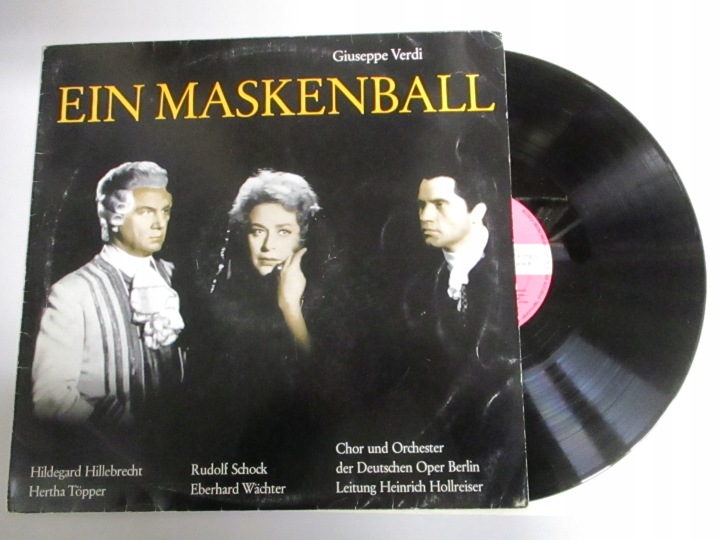 Giuseppe Verdi
EIN MASKENBALL
Hildegard Hillebrecht
Hertha Töpper
Rudolf Schock
Eberhard Wächter
Chor und Orchester
der Deutschen Oper Berlin
Leitung Heinrich Hollreiser